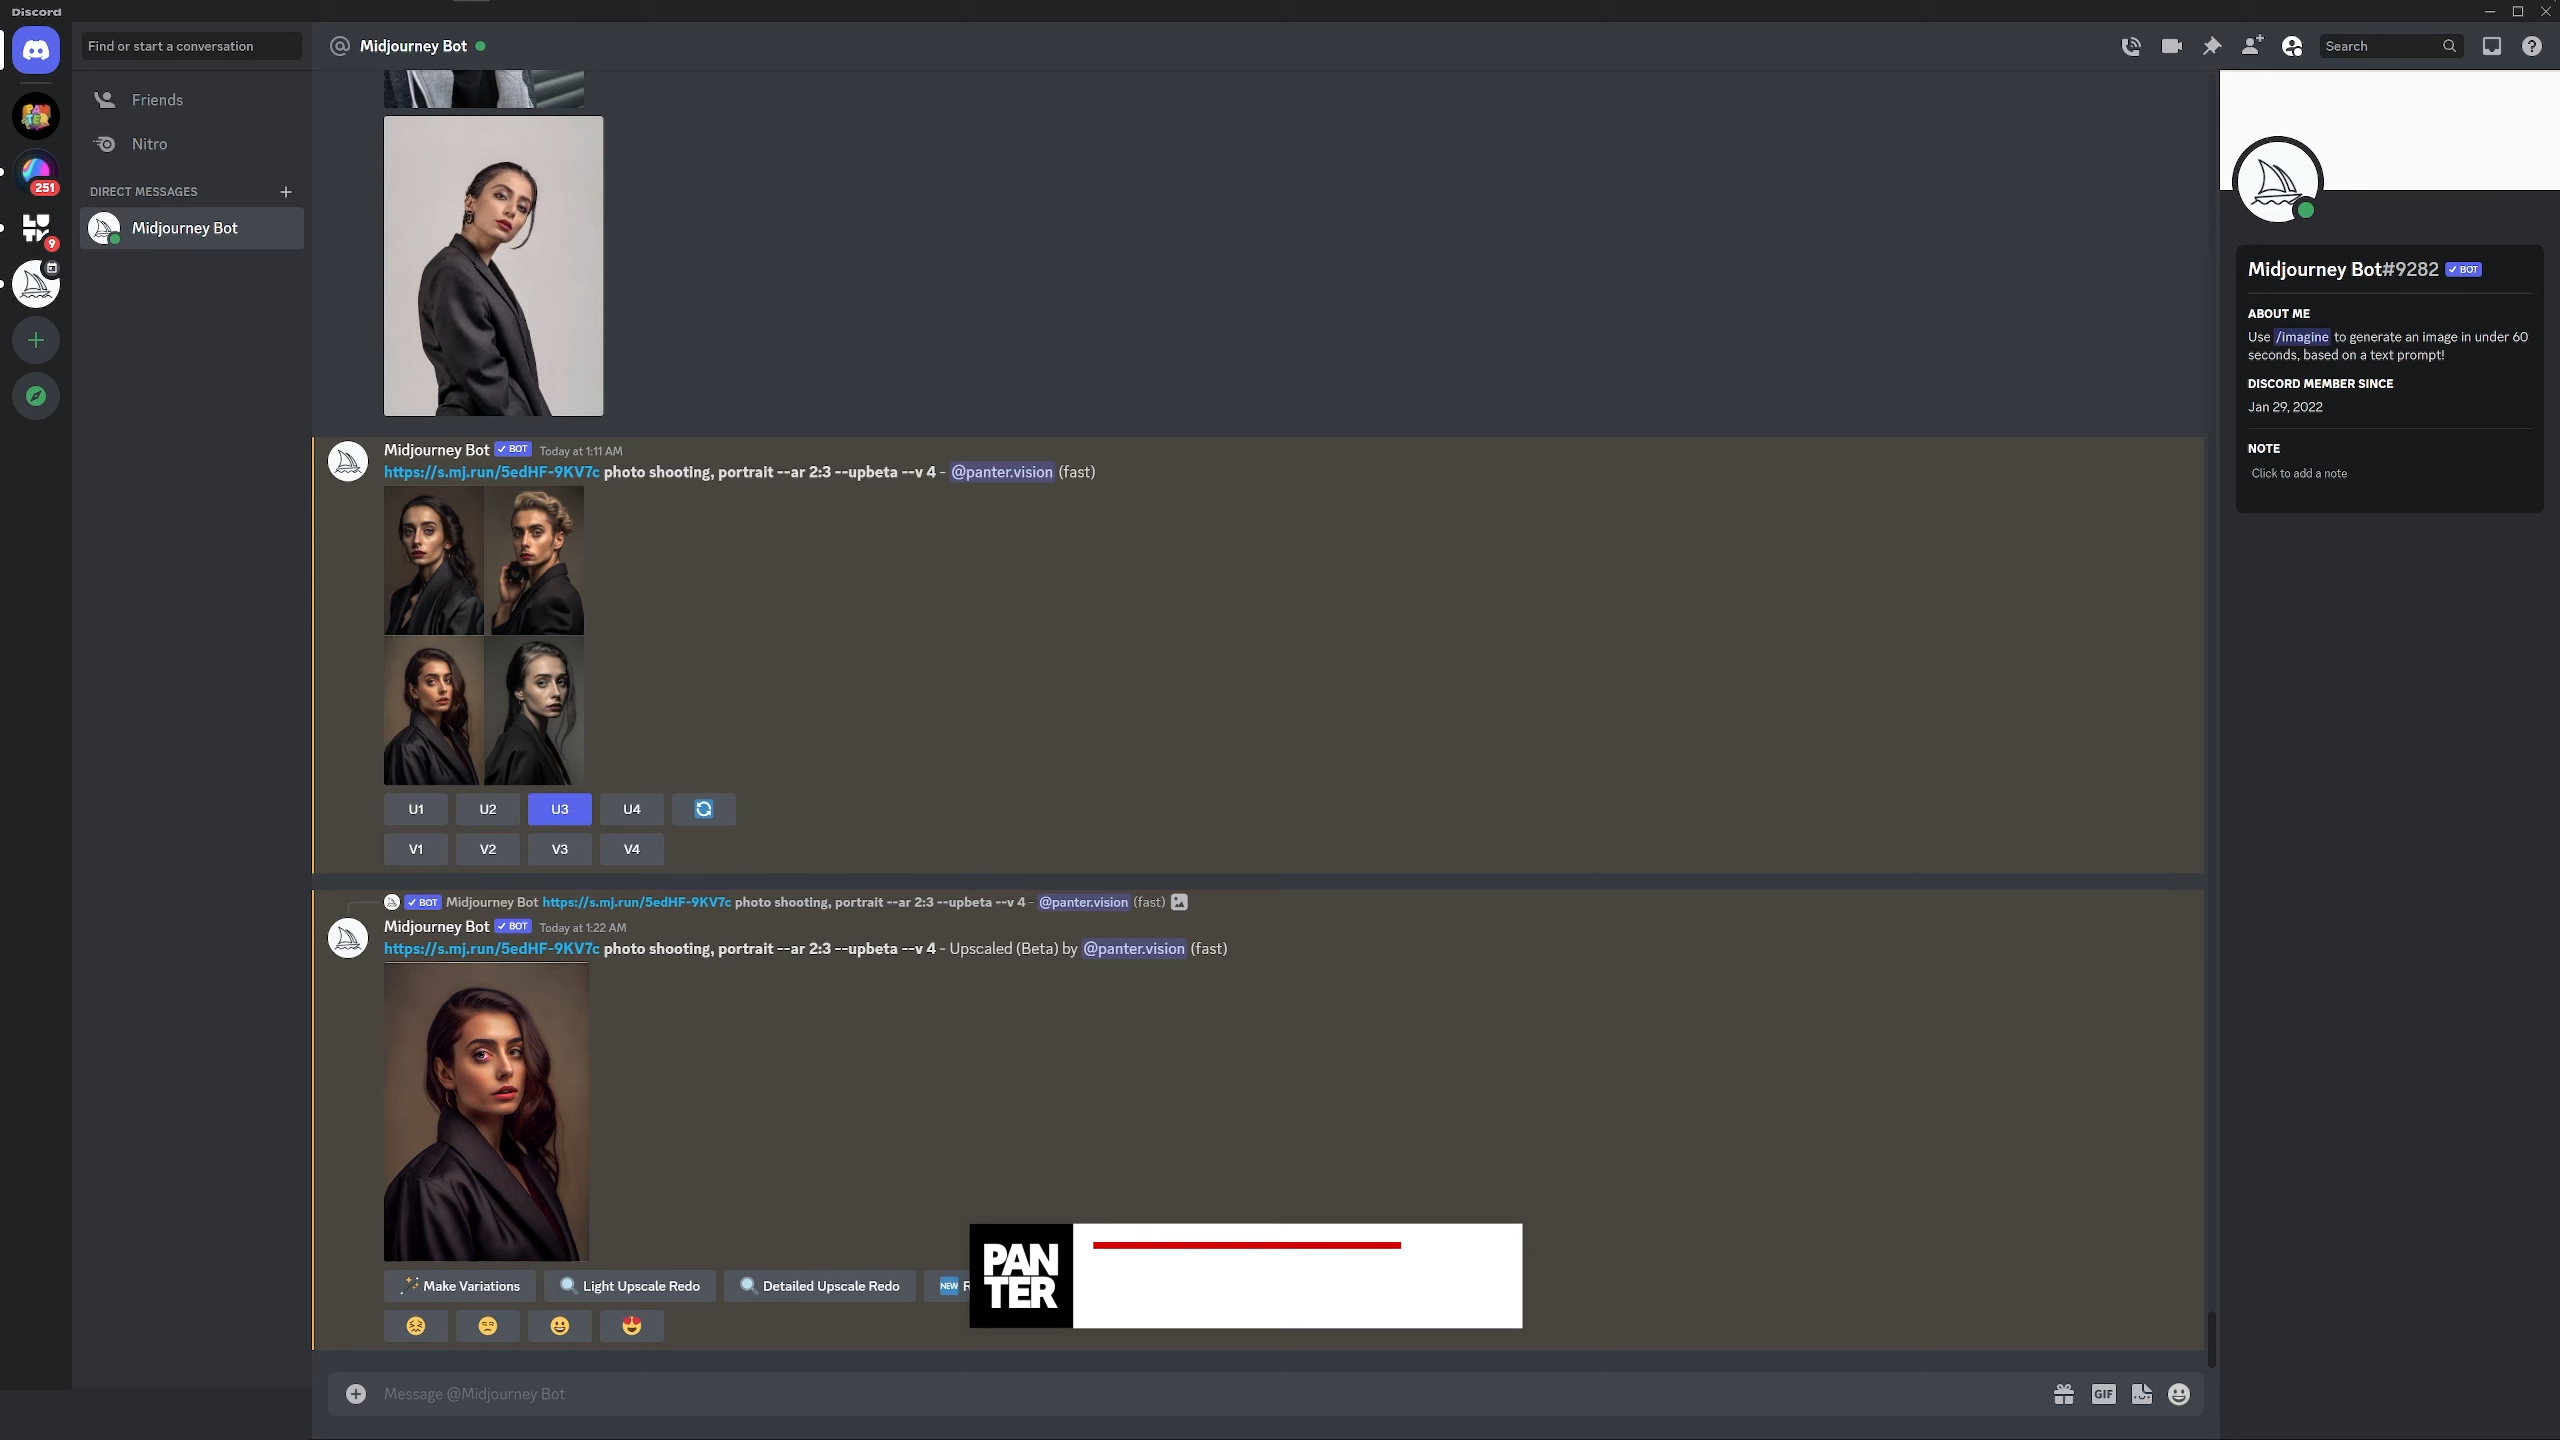 Discord
Find or start a conversation
Midjourney Bot
Search
Friends
Nitro
DIRECT MESSAGES
Midjourney Bot
251
9
Midjourney Bot BOT Today at 1:11 AM
https://s.mj.run/5edHF-9KV7c photo shooting, portrait --ar 2:3 --upbeta --v 4 - @panter.vision (fast)
U1 U2 U3 U4
V1 V2 V3 V4
BOT Midjourney Bot https://s.mj.run/5edHF-9KV7c photo shooting, portrait --ar 2:3 --upbeta --v 4 - @panter.vision (fast)
Midjourney Bot BOT Today at 1:22 AM
https://s.mj.run/5edHF-9KV7c photo shooting, portrait --ar 2:3 --upbeta --v 4 - Upscaled (Beta) by @panter.vision (fast)
Make Variations Light Upscale Redo Detailed Upscale Redo NEW R
PAN
TER
Message @Midjourney Bot
GIF
Midjourney Bot#9282 BOT
ABOUT ME
Use /imagine to generate an image in under 60
seconds, based on a text prompt!
DISCORD MEMBER SINCE
Jan 29, 2022
NOTE
Click to add a note